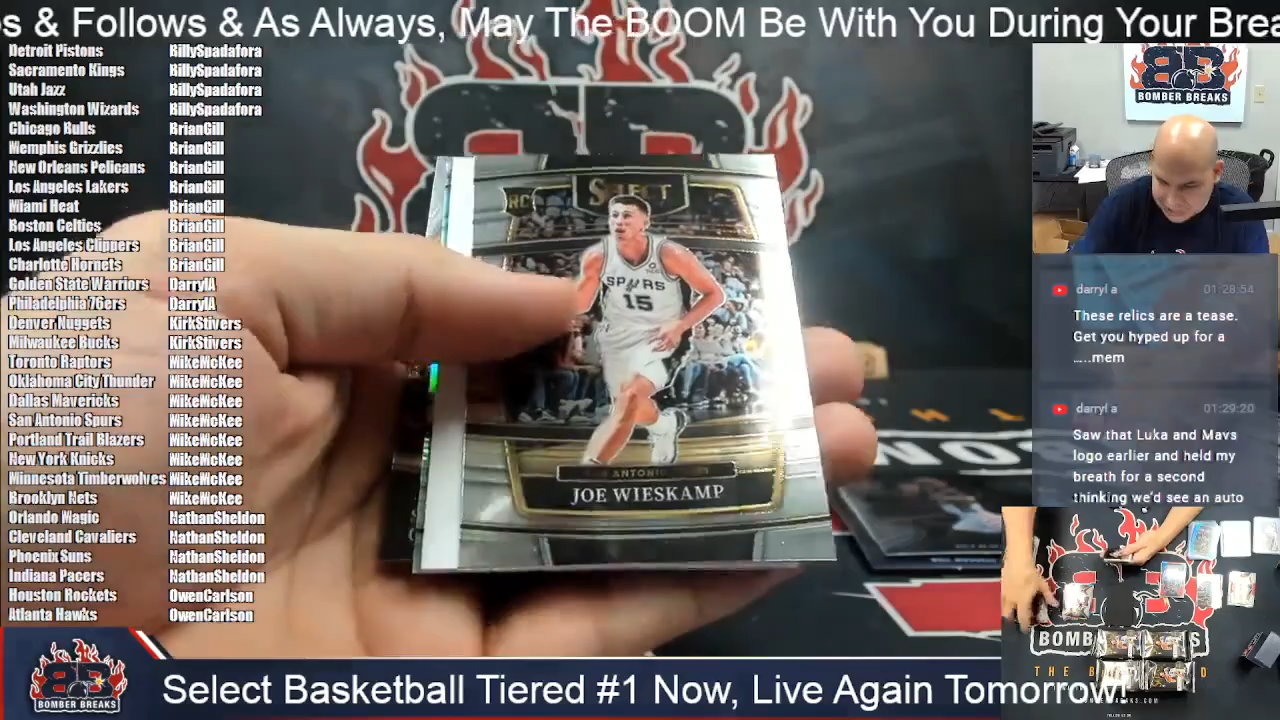 s & Follows & As Always, May The BOOM Be With You During Your Brea
Detroit Pistons BillySpadafora
Sacramento Kings BillySpadafora
Utah Jazz BillySpadafora
Washington Wizards BillySpadafora
Chicago Bulls BrianGill
Memphis Grizzlies BrianGill
New Orleans Pelicans BrianGill
Los Angeles Lakers BrianGill
Miami Heat BrianGill
Boston Celtics BrianGill
Los Angeles Clippers BrianGill
Charlotte Hornets BrianGill
Golden State Warriors DarrylA
Philadelphia 76ers DarrylA
Denver Nuggets KirkStivers
Milwaukee Bucks KirkStivers
Toronto Raptors MikeMcKee
Oklahoma City Thunder MikeMcKee
Dallas Mavericks MikeMcKee
San Antonio Spurs MikeMcKee
Portland Trail Blazers MikeMcKee
New York Knicks MikeMcKee
Minnesota Timberwolves MikeMcKee
Brooklyn Nets MikeMcKee
Orlando Magic NathanSheldon
Cleveland Cavaliers NathanSheldon
Phoenix Suns NathanSheldon
Indiana Pacers NathanSheldon
Houston Rockets OwenCarlson
Atlanta Hawks OwenCarlson
RC
SELECT
SPURS
15
JOE WIESKAMP
BB
BOMBER BREAKS
darryl a 01:28:54
These relics are a tease.
Get you hyped up for a
.....mem
darryl a 01:29:20
Saw that Luka and Mavs
logo earlier and held my
breath for a second
thinking we'd see an auto
BB
BOMBER BREAKS
Select Basketball Tiered #1 Now, Live Again Tomorrow!